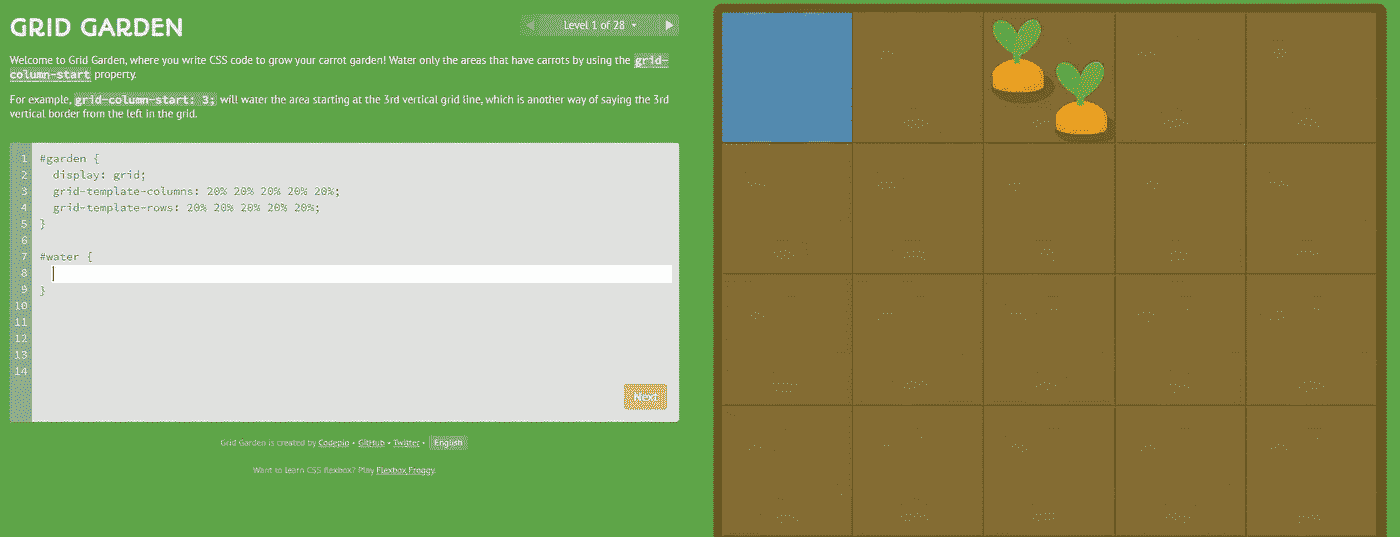 GRID GARDEN
Level 1 of 28
Welcome to Grid Garden, where you write CSS code to grow your carrot garden! Water only the areas that have carrots by using the grid-
column-start property.
For example, grid-column-start: 3; will water the area starting at the 3rd vertical grid line, which is another way of saying the 3rd
vertical border from the left in the grid.
1 #garden {
2 display: grid;
3 grid-template-columns: 20% 20% 20% 20% 20%;
4 grid-template-rows: 20% 20% 20% 20% 20%;
5 }
6
7 #water {
8
9 }
10
11
12
13
14
Next
Grid Garden is created by Codepip • GitHub • Twitter • English
Want to learn CSS flexbox? Play Flexbox Froggy.